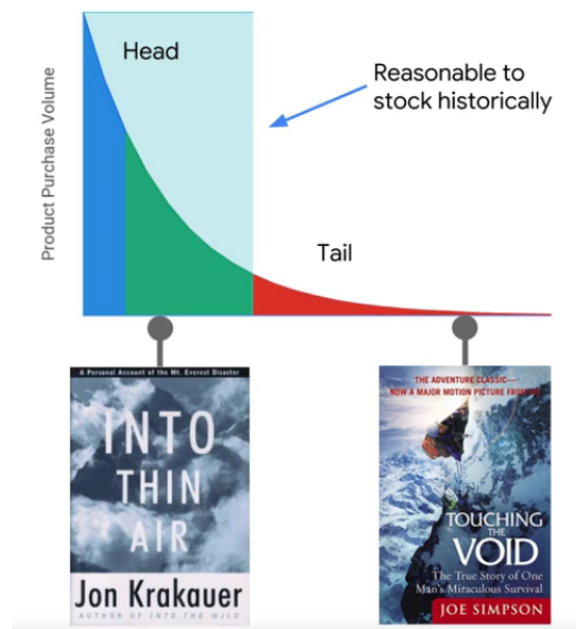 Head
Reasonable to
stock historically
Product Purchase Volume
Tail
A Personal Account of the Mt. Everest Disaster
INTO
THIN
AIR
Jon Krakauer
AUTHOR OF INTO THE WILD
THE ADVENTURE CLASSIC—
NOW A MAJOR MOTION PICTURE FROM
TOUCHING
THE
VOID
The True Story of One
Man's Miraculous Survival
JOE SIMPSON